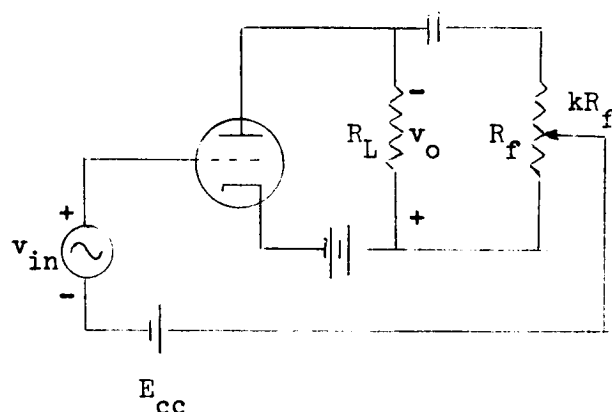 kR_f
R_L
v_o
R_f
v_in
E_cc
+
-
-
+